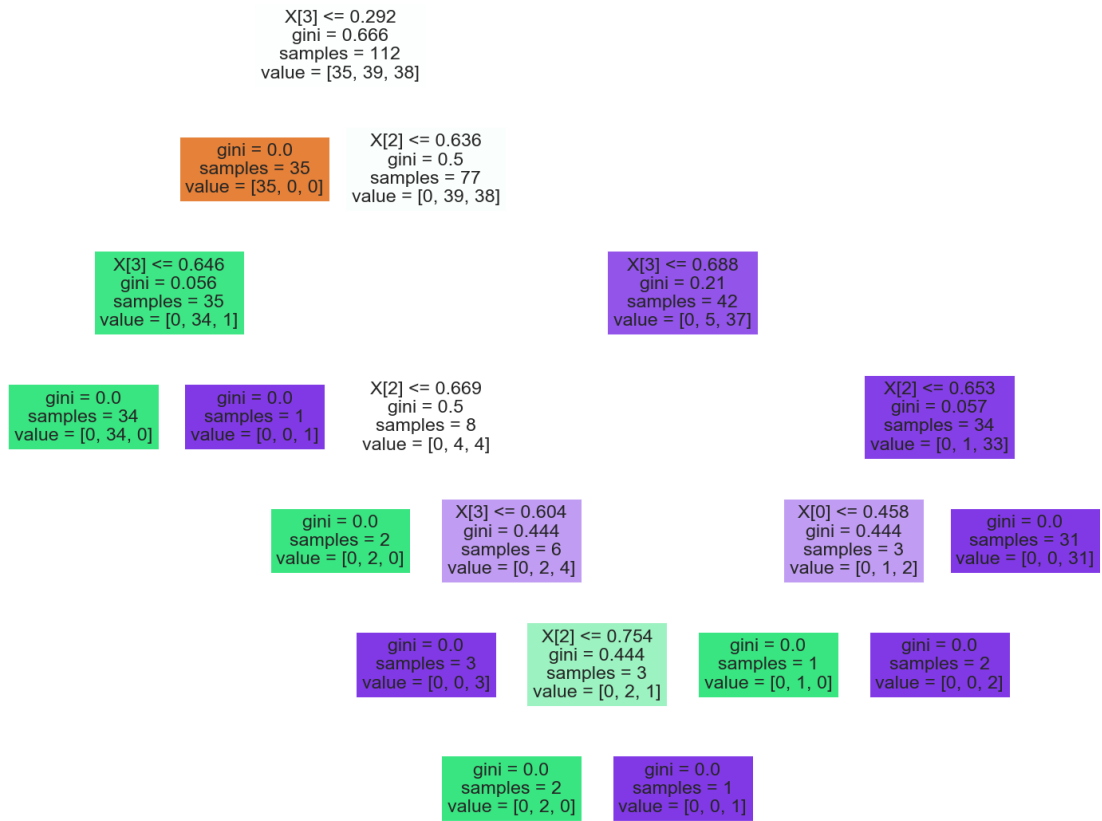 X[3] <= 0.292
gini = 0.666
samples = 112
value = [35, 39, 38]
gini = 0.0
samples = 35
value = [35, 0, 0]
X[2] <= 0.636
gini = 0.5
samples = 77
value = [0, 39, 38]
X[3] <= 0.646
gini = 0.056
samples = 35
value = [0, 34, 1]
X[3] <= 0.688
gini = 0.21
samples = 42
value = [0, 5, 37]
gini = 0.0
samples = 34
value = [0, 34, 0]
gini = 0.0
samples = 1
value = [0, 0, 1]
X[2] <= 0.669
gini = 0.5
samples = 8
value = [0, 4, 4]
X[2] <= 0.653
gini = 0.057
samples = 34
value = [0, 1, 33]
gini = 0.0
samples = 2
value = [0, 2, 0]
X[3] <= 0.604
gini = 0.444
samples = 6
value = [0, 2, 4]
X[0] <= 0.458
gini = 0.444
samples = 3
value = [0, 1, 2]
gini = 0.0
samples = 31
value = [0, 0, 31]
gini = 0.0
samples = 3
value = [0, 0, 3]
X[2] <= 0.754
gini = 0.444
samples = 3
value = [0, 2, 1]
gini = 0.0
samples = 1
value = [0, 1, 0]
gini = 0.0
samples = 2
value = [0, 0, 2]
gini = 0.0
samples = 2
value = [0, 2, 0]
gini = 0.0
samples = 1
value = [0, 0, 1]